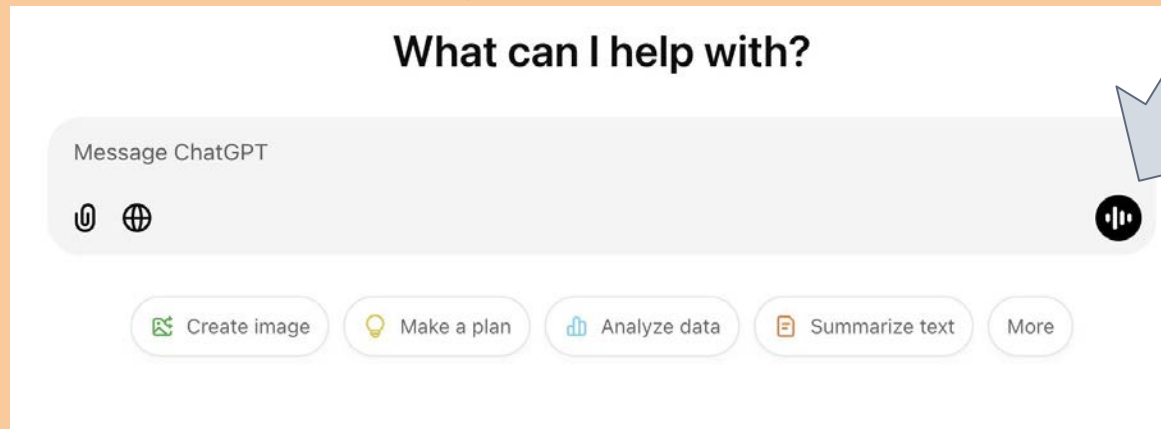 What can I help with?
Message ChatGPT
Create image Make a plan Analyze data Summarize text More